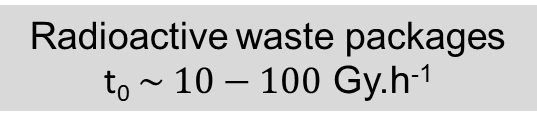 Radioactive waste packages
t₀ ~ 10 – 100 Gy.h⁻¹